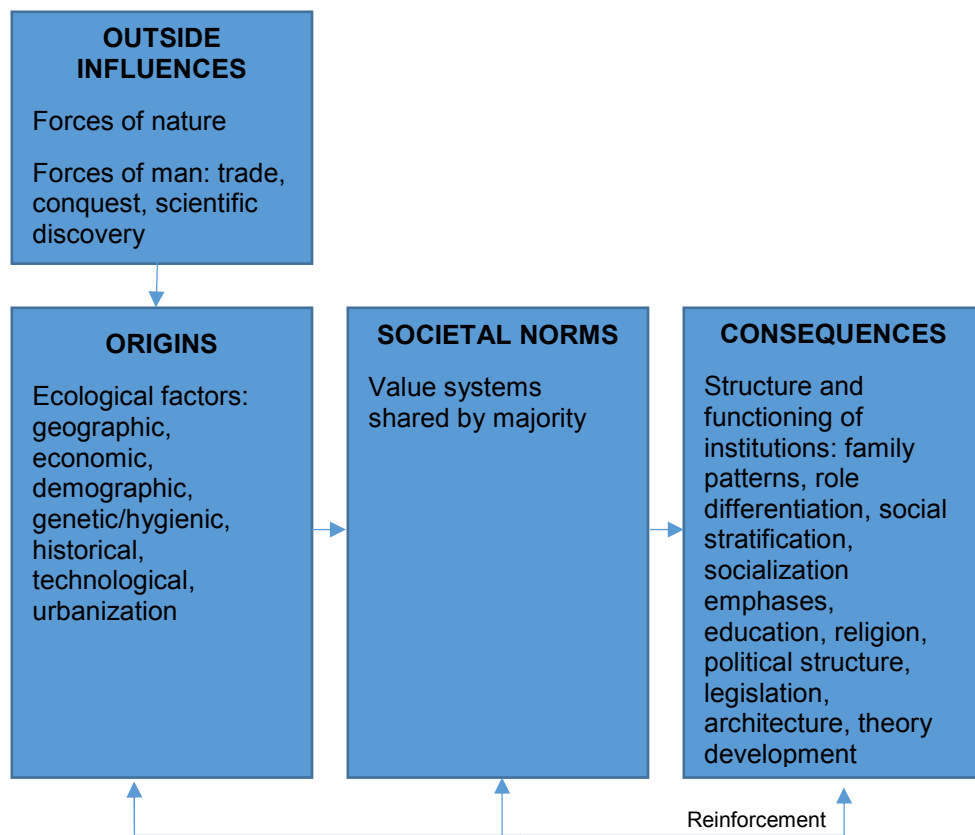 OUTSIDE
INFLUENCES
Forces of nature
Forces of man: trade,
conquest, scientific
discovery
ORIGINS
Ecological factors:
geographic,
economic,
demographic,
genetic/hygienic,
historical,
technological,
urbanization
SOCIETAL NORMS
Value systems
shared by majority
CONSEQUENCES
Structure and
functioning of
institutions: family
patterns, role
differentiation, social
stratification,
socialization
emphases,
education, religion,
political structure,
legislation,
architecture, theory
development
Reinforcement